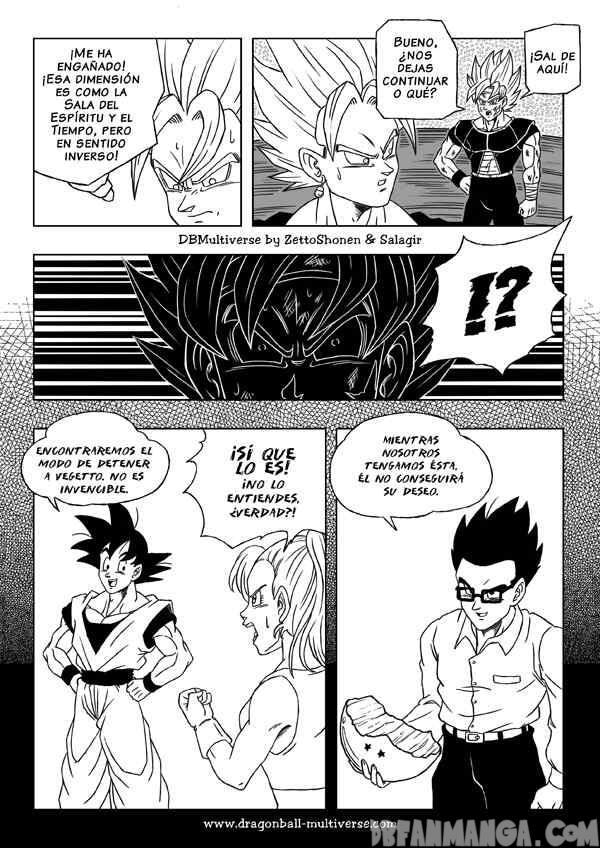 ¡ME HA
ENGAÑADO!
¡ESA DIMENSIÓN
ES COMO LA
SALA DEL
ESPÍRITU Y EL
TIEMPO, PERO
EN SENTIDO
INVERSO!
BUENO,
¿NOS
DEJAS
CONTINUAR
O QUÉ?
¡SAL DE
AQUÍ!
DBMultiverse by ZettoShonen & Salagir
!?
ENCONTRAREMOS EL
MODO DE DETENER
A VEGETTO. NO ES
INVENCIBLE.
¡SÍ QUE
LO ES!
¡NO LO
ENTIENDES,
¿VERDAD?!
MIENTRAS
NOSOTROS
TENGAMOS ÉSTA,
ÉL NO CONSEGUIRÁ
SU DESEO.
www.dragonball-multiverse.com
DBFANMANGA.COM